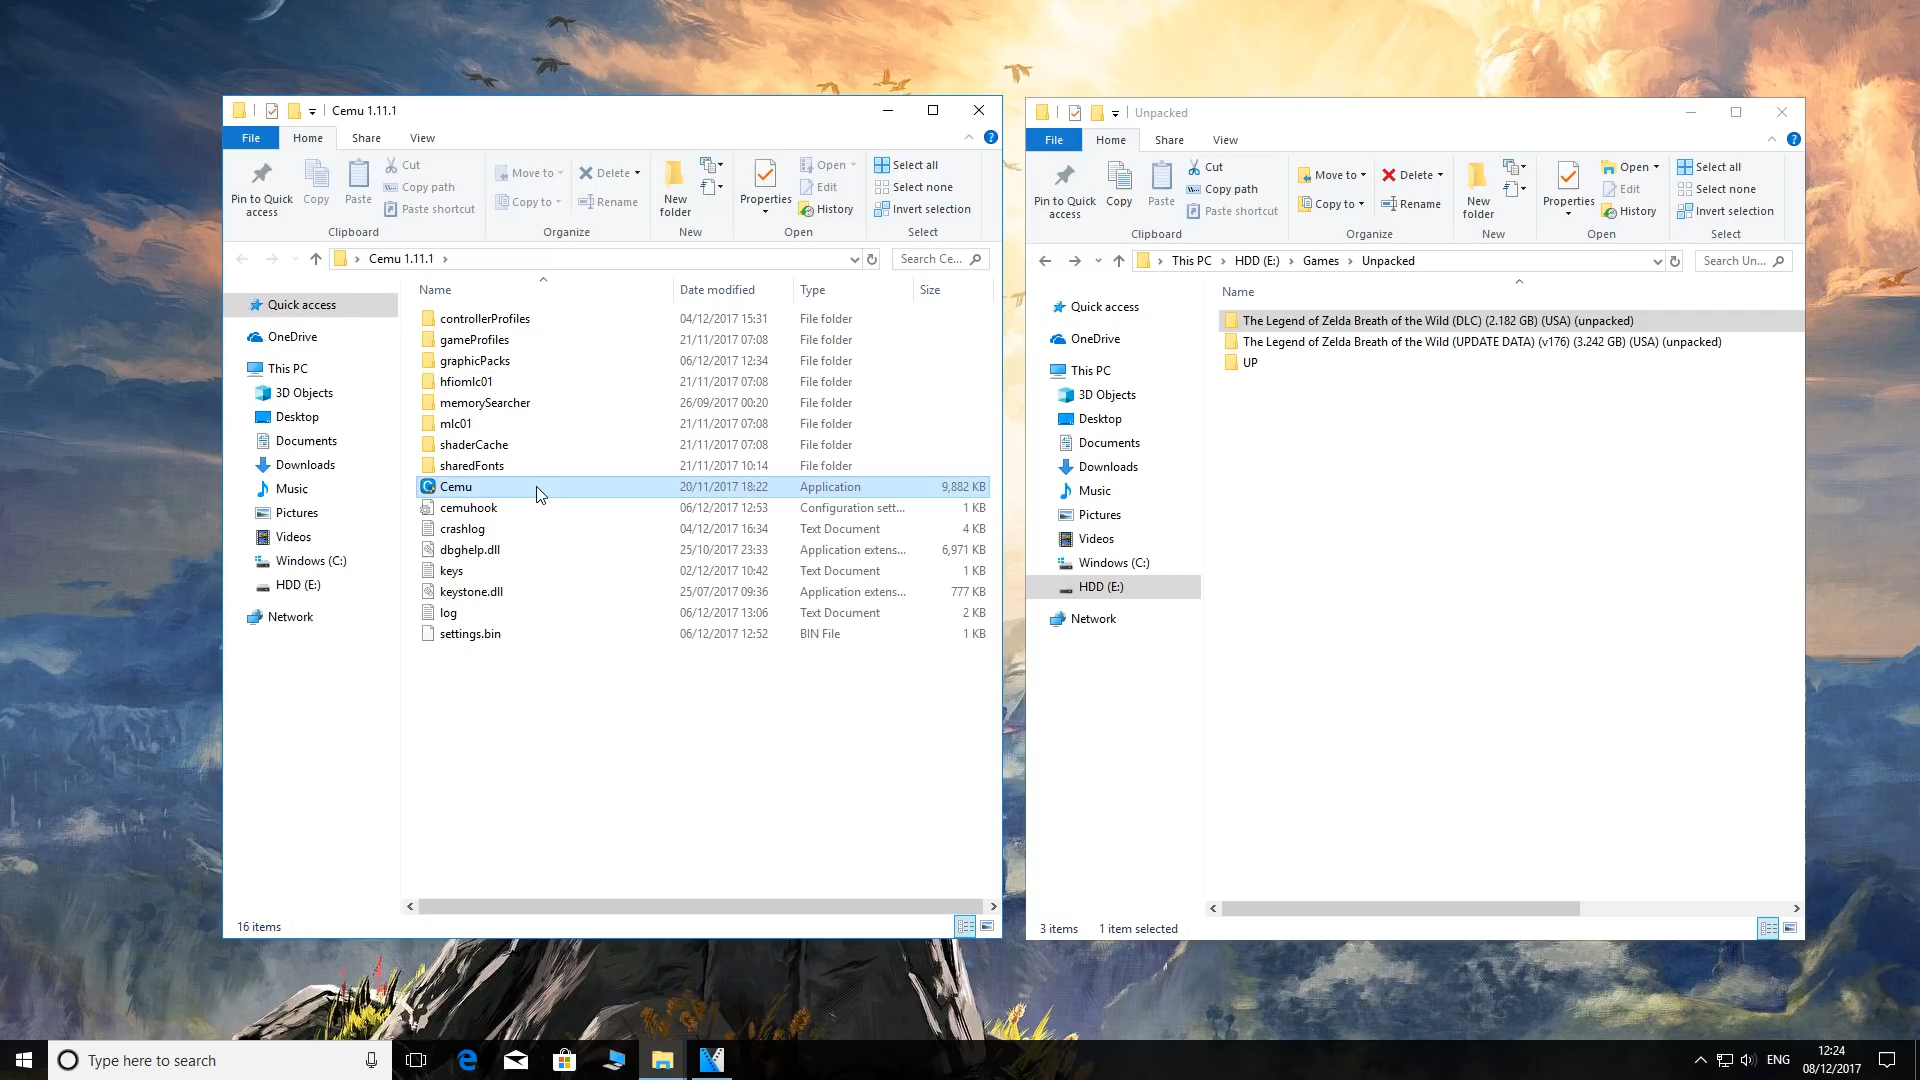 Cemu 1.11.1
File Home Share View
Pin to Quick access
Copy
Paste
Cut
Copy path
Paste shortcut
Clipboard
Move to
Copy to
Delete
Rename
Organize
New folder
New
Properties
Open
Edit
History
Open
Select all
Select none
Invert selection
Select
Cemu 1.11.1
Search Ce...
Quick access
OneDrive
This PC
3D Objects
Desktop
Documents
Downloads
Music
Pictures
Videos
Windows (C:)
HDD (E:)
Network
Name Date modified Type Size
controllerProfiles 04/12/2017 15:31 File folder
gameProfiles 21/11/2017 07:08 File folder
graphicPacks 06/12/2017 12:34 File folder
hfiomlc01 21/11/2017 07:08 File folder
memorySearcher 26/09/2017 00:20 File folder
mlc01 21/11/2017 07:08 File folder
shaderCache 21/11/2017 07:08 File folder
sharedFonts 21/11/2017 10:14 File folder
Cemu 20/11/2017 18:22 Application 9,882 KB
cemuhook 06/12/2017 12:53 Configuration sett... 1 KB
crashlog 04/12/2017 16:34 Text Document 4 KB
dbghelp.dll 25/10/2017 23:33 Application extens... 6,971 KB
keys 02/12/2017 10:42 Text Document 1 KB
keystone.dll 25/07/2017 09:36 Application extens... 777 KB
log 06/12/2017 13:06 Text Document 2 KB
settings.bin 06/12/2017 12:52 BIN File 1 KB
16 items
Unpacked
File Home Share View
Pin to Quick access
Copy
Paste
Cut
Copy path
Paste shortcut
Clipboard
Move to
Copy to
Delete
Rename
Organize
New folder
New
Properties
Open
Edit
History
Open
Select all
Select none
Invert selection
Select
This PC HDD (E:) Games Unpacked
Search Un...
Quick access
OneDrive
This PC
3D Objects
Desktop
Documents
Downloads
Music
Pictures
Videos
Windows (C:)
HDD (E:)
Network
Name
The Legend of Zelda Breath of the Wild (DLC) (2.182 GB) (USA) (unpacked)
The Legend of Zelda Breath of the Wild (UPDATE DATA) (v176) (3.242 GB) (USA) (unpacked)
UP
3 items 1 item selected
Type here to search
ENG
12:24
08/12/2017